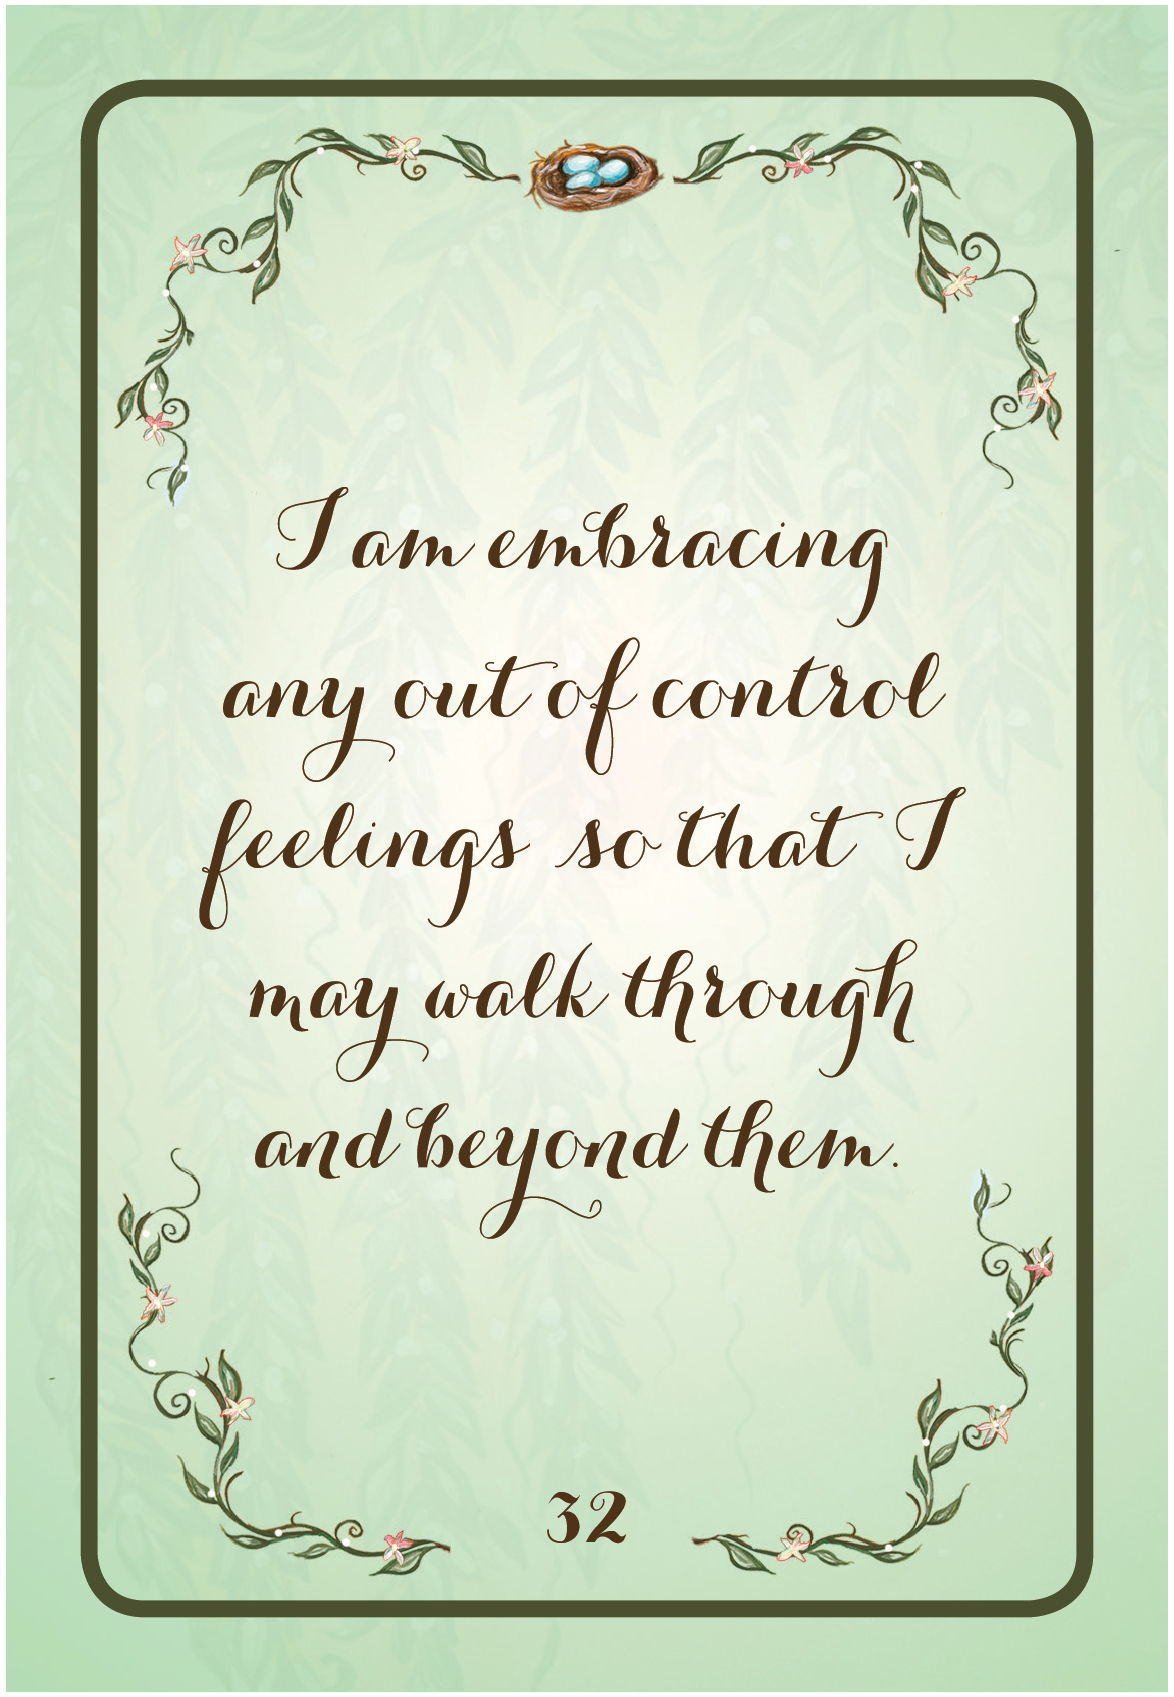 I am embracing
any out of control
feelings so that I
may walk through
and beyond them.
32